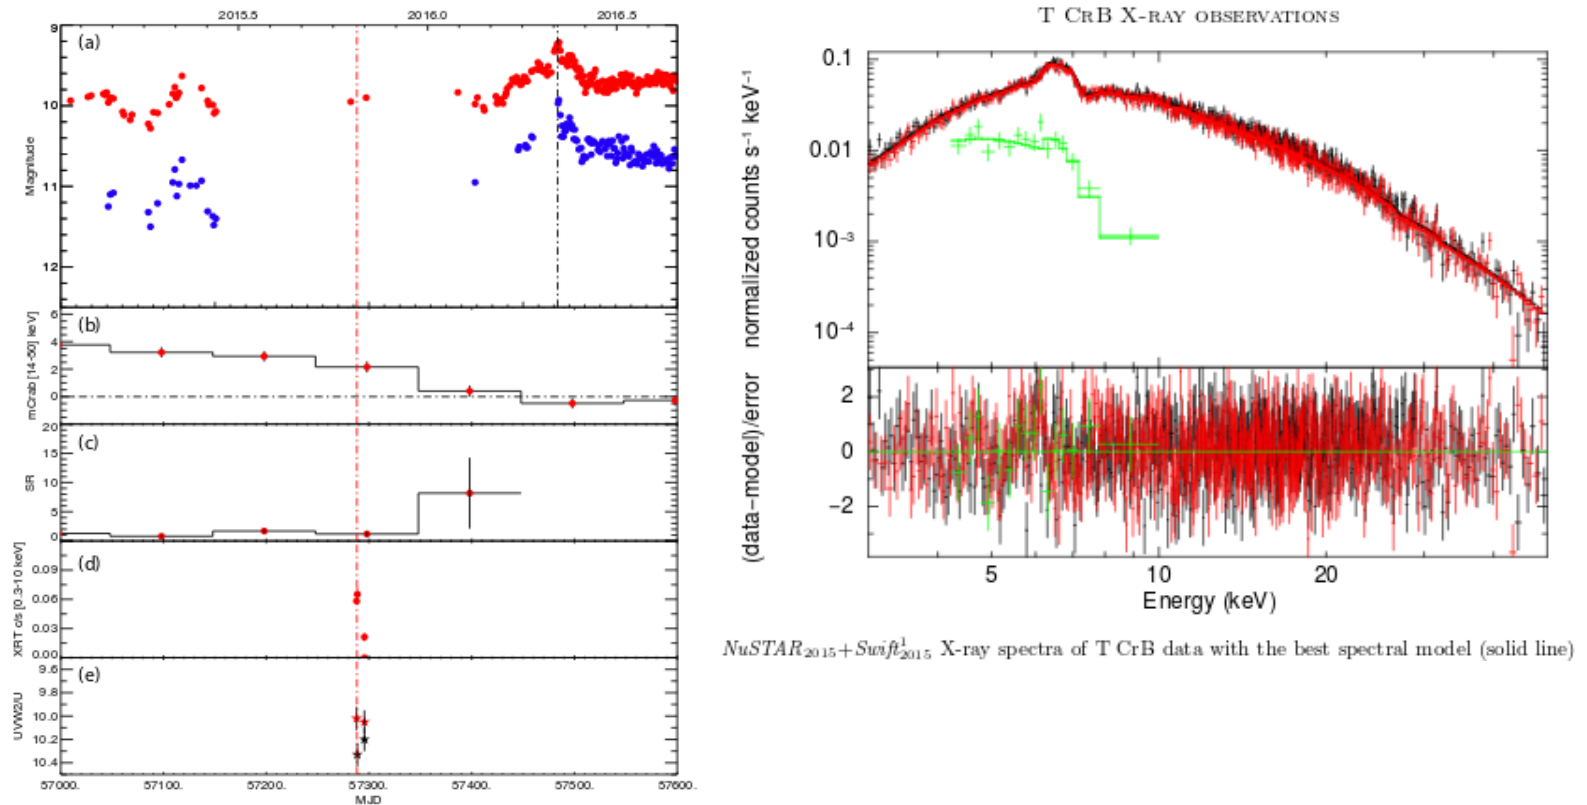 2015.5 2016.0 2016.5
(a)
9
10
11
12
Magnitude
(b)
6
4
2
0
mCrab [14-50] keV]
(c)
20
15
10
5
0
SR
(d)
0.09
0.06
0.03
0.00
XRT c/s [0.3-10 keV]
(e)
9.6
9.8
10.0
10.2
10.4
UVW2/U
57000. 57100. 57200. 57300. 57400. 57500. 57600.
MJD
T CrB X-ray observations
0.1
0.01
10⁻³
10⁻⁴
normalized counts s⁻¹ keV⁻¹
2
0
−2
(data−model)/error
5 10 20
Energy (keV)
NuSTAR₂₀₁₅+Swift¹₂₀₁₅ X-ray spectra of T CrB data with the best spectral model (solid line)